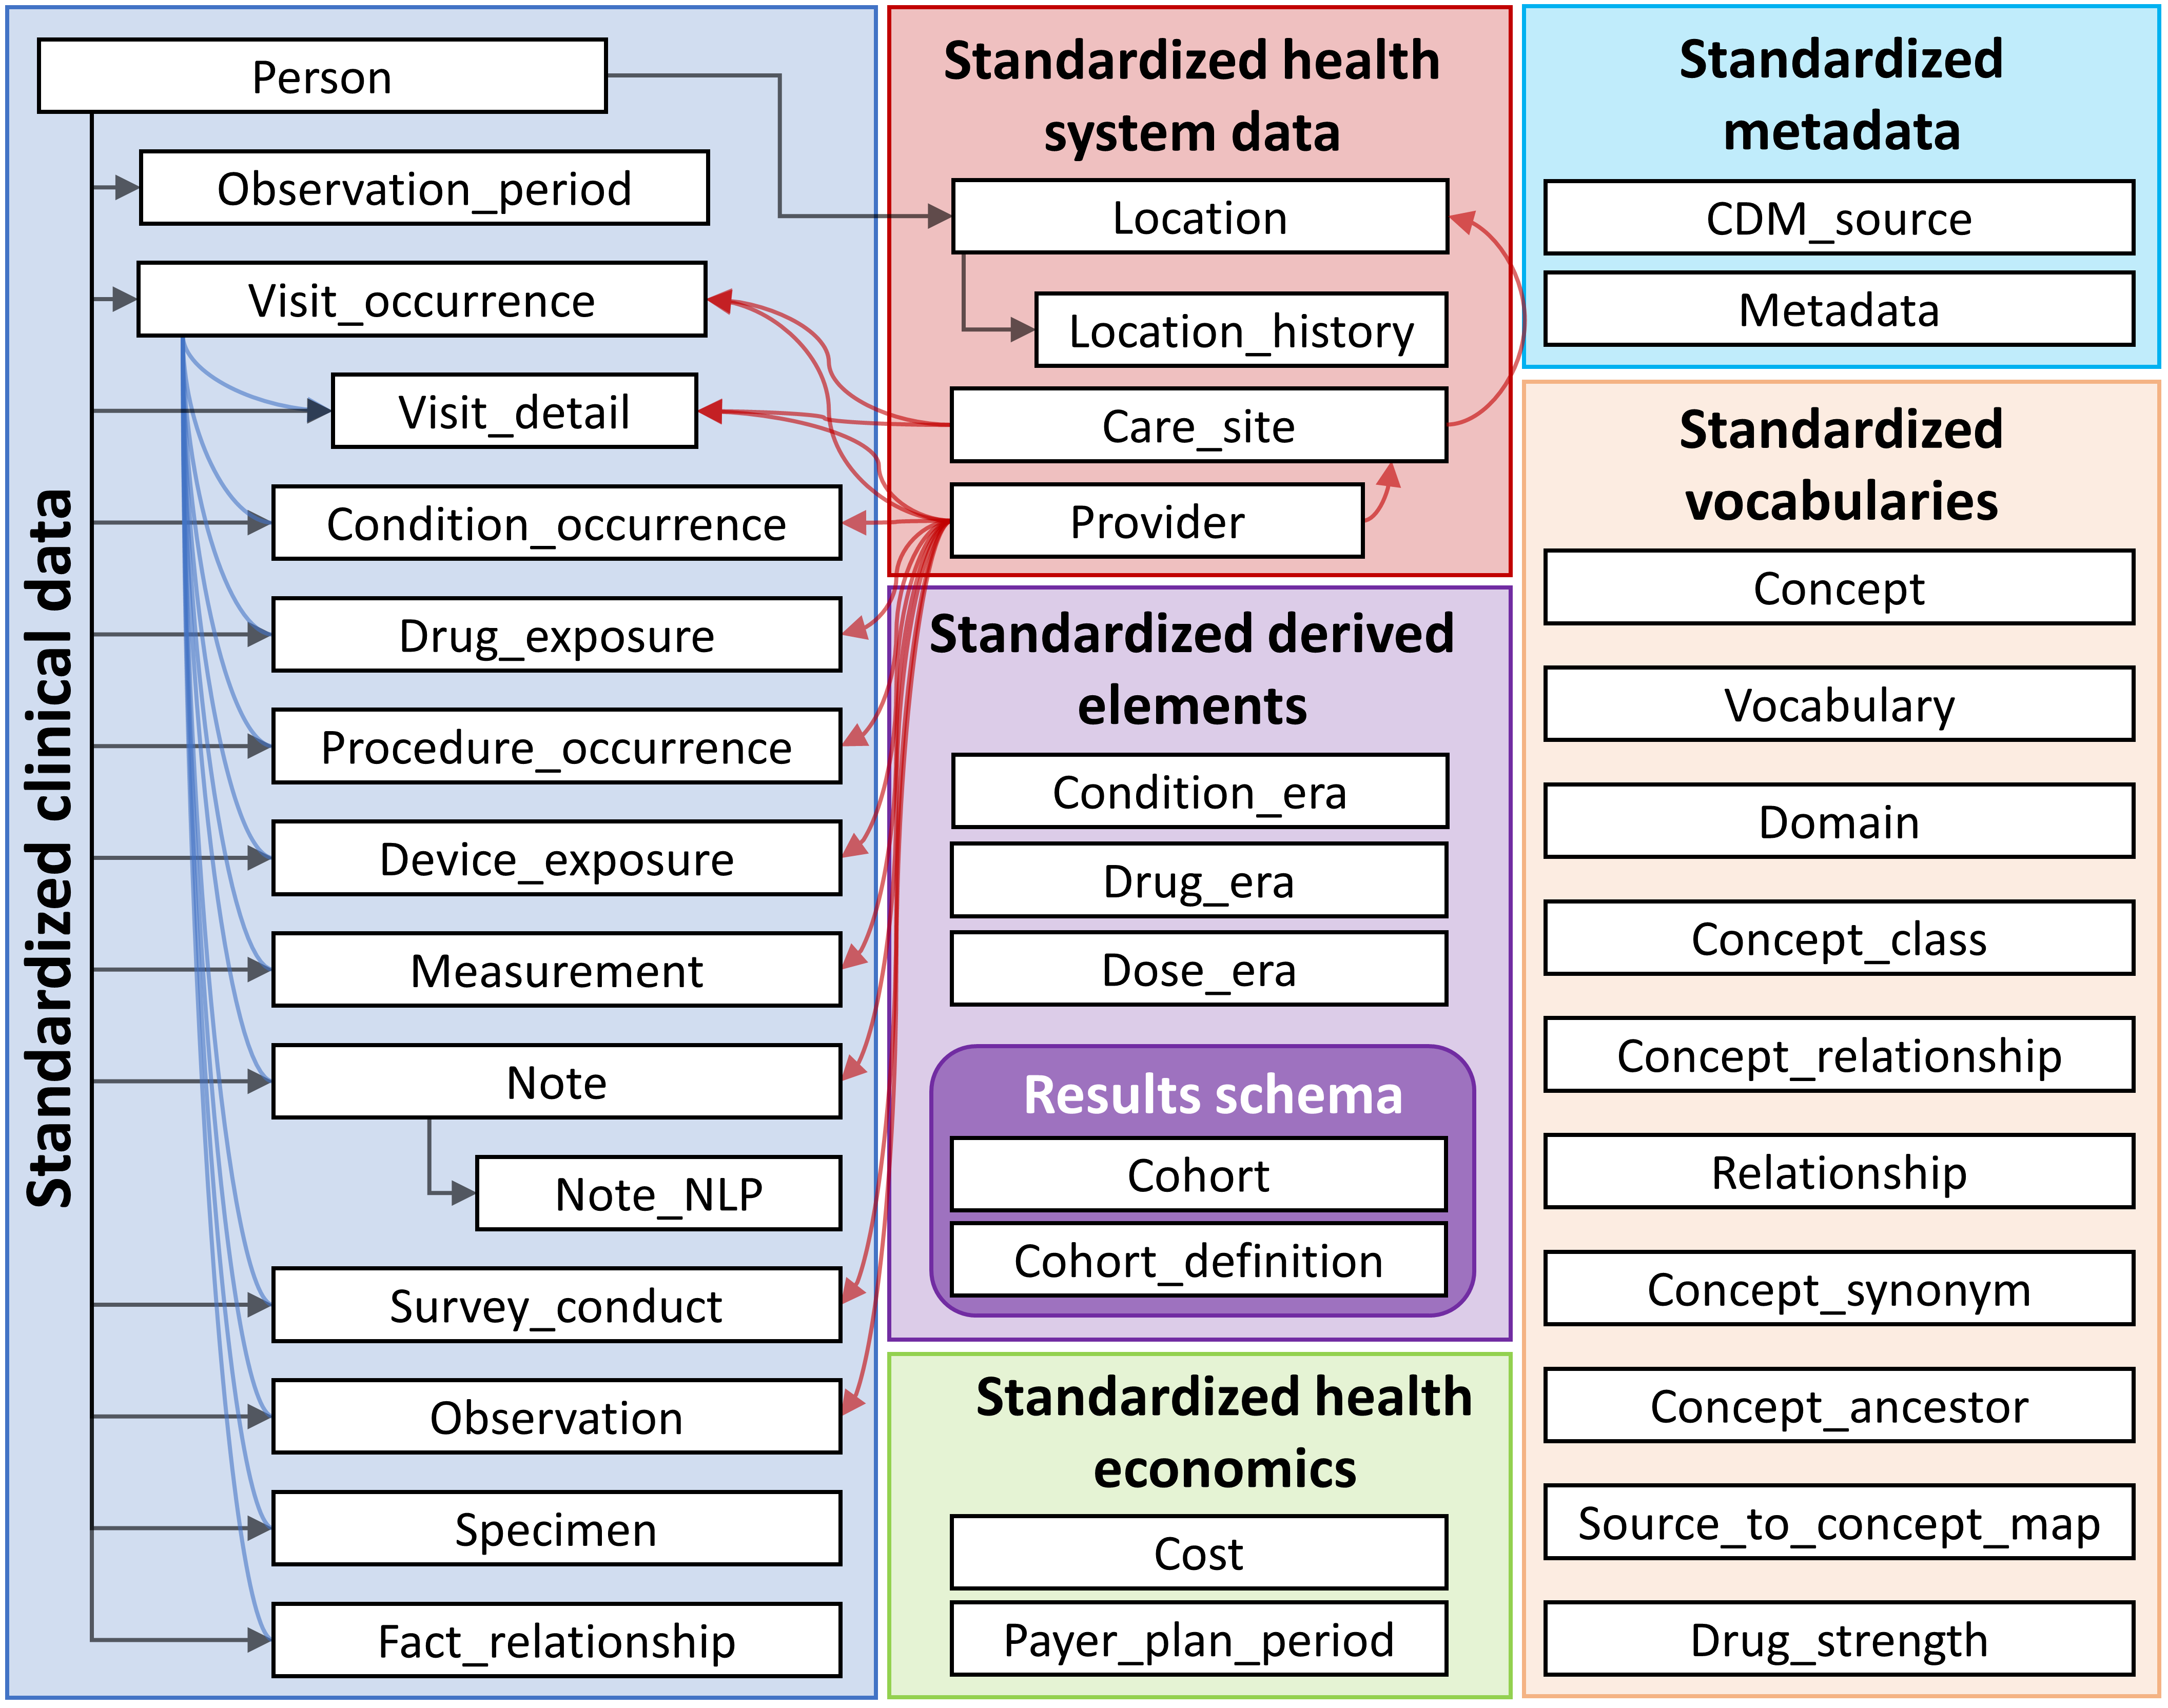 Standardized clinical data
Person
Observation_period
Visit_occurrence
Visit_detail
Condition_occurrence
Drug_exposure
Procedure_occurrence
Device_exposure
Measurement
Note
Note_NLP
Survey_conduct
Observation
Specimen
Fact_relationship
Standardized health
system data
Location
Location_history
Care_site
Provider
Standardized derived
elements
Condition_era
Drug_era
Dose_era
Results schema
Cohort
Cohort_definition
Standardized health
economics
Cost
Payer_plan_period
Standardized
metadata
CDM_source
Metadata
Standardized
vocabularies
Concept
Vocabulary
Domain
Concept_class
Concept_relationship
Relationship
Concept_synonym
Concept_ancestor
Source_to_concept_map
Drug_strength